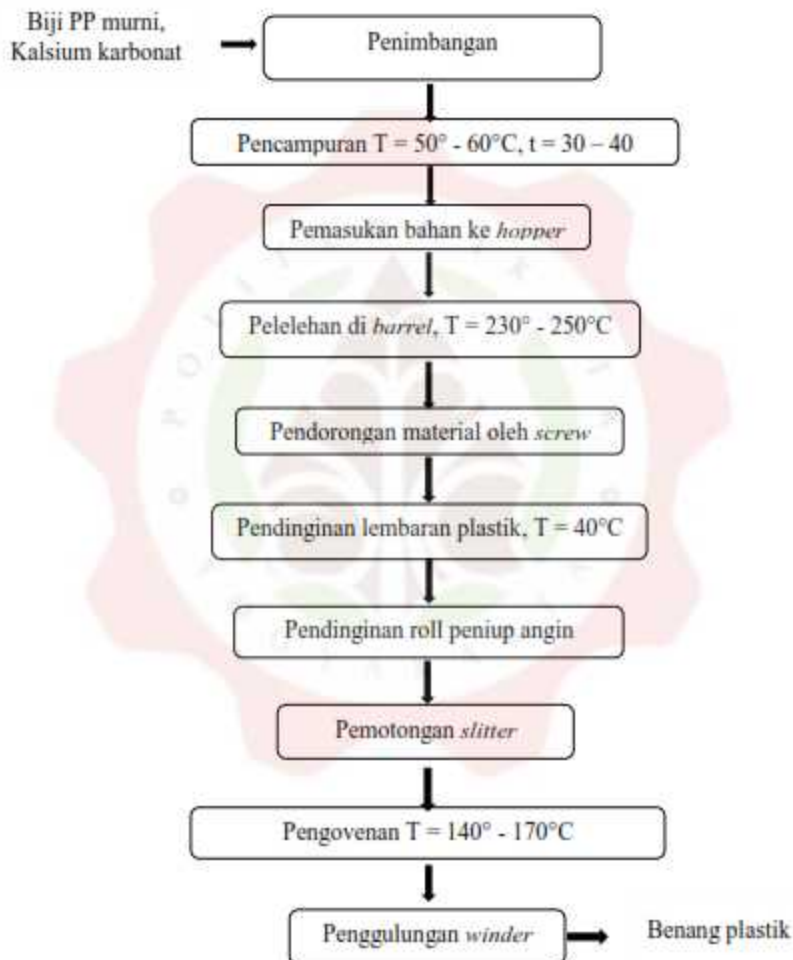 Biji PP murni,
Kalsium karbonat
Penimbangan
Pencampuran T = 50° - 60°C, t = 30 – 40
Pemasukan bahan ke hopper
Pelelehan di barrel, T = 230° - 250°C
Pendorongan material oleh screw
Pendinginan lembaran plastik, T = 40°C
Pendinginan roll peniup angin
Pemotongan slitter
Pengovenan T = 140° - 170°C
Penggulungan winder
Benang plastik